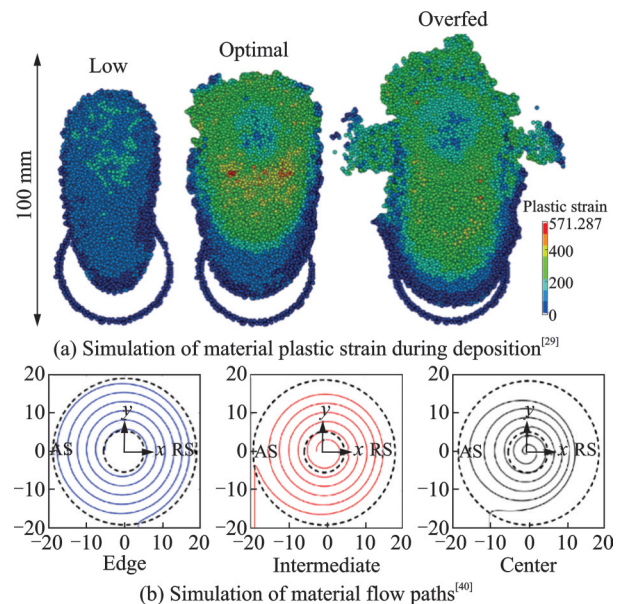 Overfed
Optimal
Low
100 mm
Plastic strain
571.287
400
200
0
(a) Simulation of material plastic strain during deposition[29]
20
10
0
−10
−20
y
x
AS
RS
−20 −10 0 10 20
Edge
20
10
0
−10
−20
y
x
AS
RS
−20 −10 0 10 20
Intermediate
20
10
0
−10
−20
y
x
AS
RS
−20 −10 0 10 20
Center
(b) Simulation of material flow paths[40]